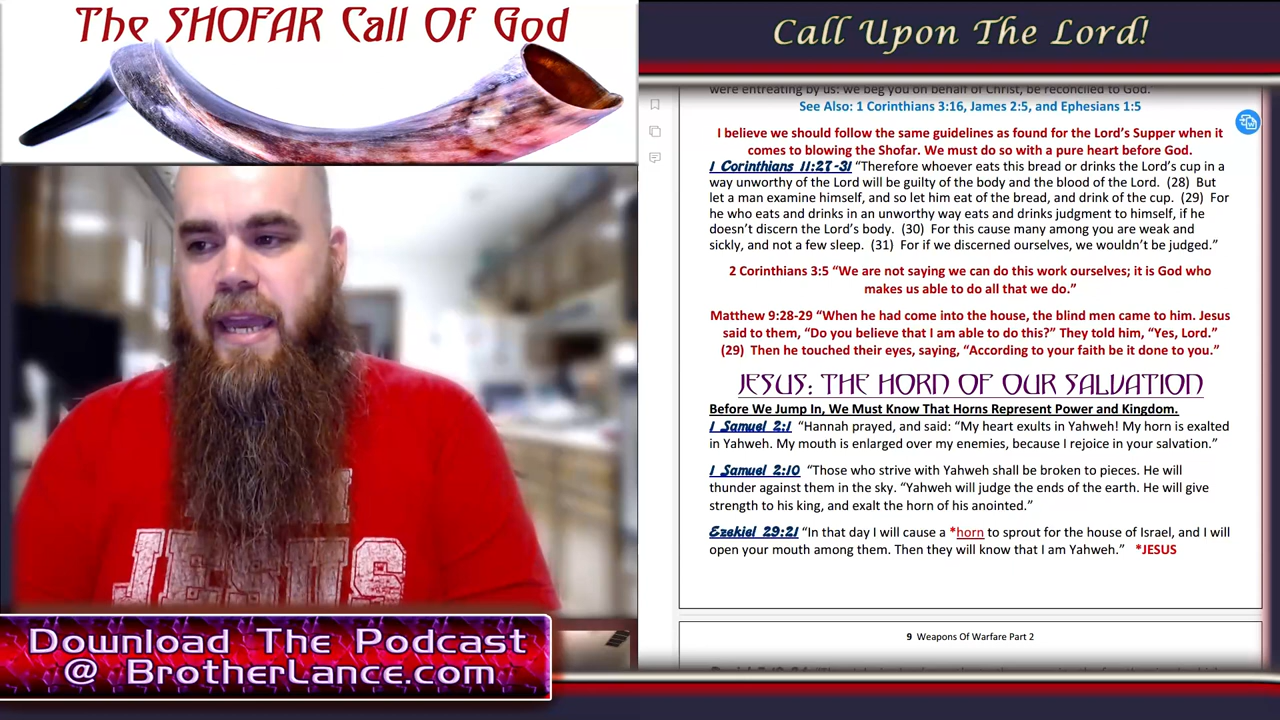 The SHOFAR Call Of God
Call Upon The Lord!
were entreating by us: we beg you on behalf of Christ, be reconciled to God.
See Also: 1 Corinthians 3:16, James 2:5, and Ephesians 1:5
I believe we should follow the same guidelines as found for the Lord's Supper when it
comes to blowing the Shofar. We must do so with a pure heart before God.
1 Corinthians 11:27-31 "Therefore whoever eats this bread or drinks the Lord's cup in a
way unworthy of the Lord will be guilty of the body and the blood of the Lord. (28) But
let a man examine himself, and so let him eat of the bread, and drink of the cup. (29) For
he who eats and drinks in an unworthy way eats and drinks judgment to himself, if he
doesn't discern the Lord's body. (30) For this cause many among you are weak and
sickly, and not a few sleep. (31) For if we discerned ourselves, we wouldn't be judged."
2 Corinthians 3:5 "We are not saying we can do this work ourselves; it is God who
makes us able to do all that we do."
Matthew 9:28-29 "When he had come into the house, the blind men came to him. Jesus
said to them, "Do you believe that I am able to do this?" They told him, "Yes, Lord."
(29) Then he touched their eyes, saying, "According to your faith be it done to you."
JESUS: THE HORN OF OUR SALVATION
Before We Jump In, We Must Know That Horns Represent Power and Kingdom.
1 Samuel 2:1 "Hannah prayed, and said: "My heart exults in Yahweh! My horn is exalted
in Yahweh. My mouth is enlarged over my enemies, because I rejoice in your salvation."
1 Samuel 2:10 "Those who strive with Yahweh shall be broken to pieces. He will
thunder against them in the sky. "Yahweh will judge the ends of the earth. He will give
strength to his king, and exalt the horn of his anointed."
Ezekiel 29:21 "In that day I will cause a *horn to sprout for the house of Israel, and I will
open your mouth among them. Then they will know that I am Yahweh." *JESUS
9 Weapons Of Warfare Part 2
JESUS
Download The Podcast
@ BrotherLance.com